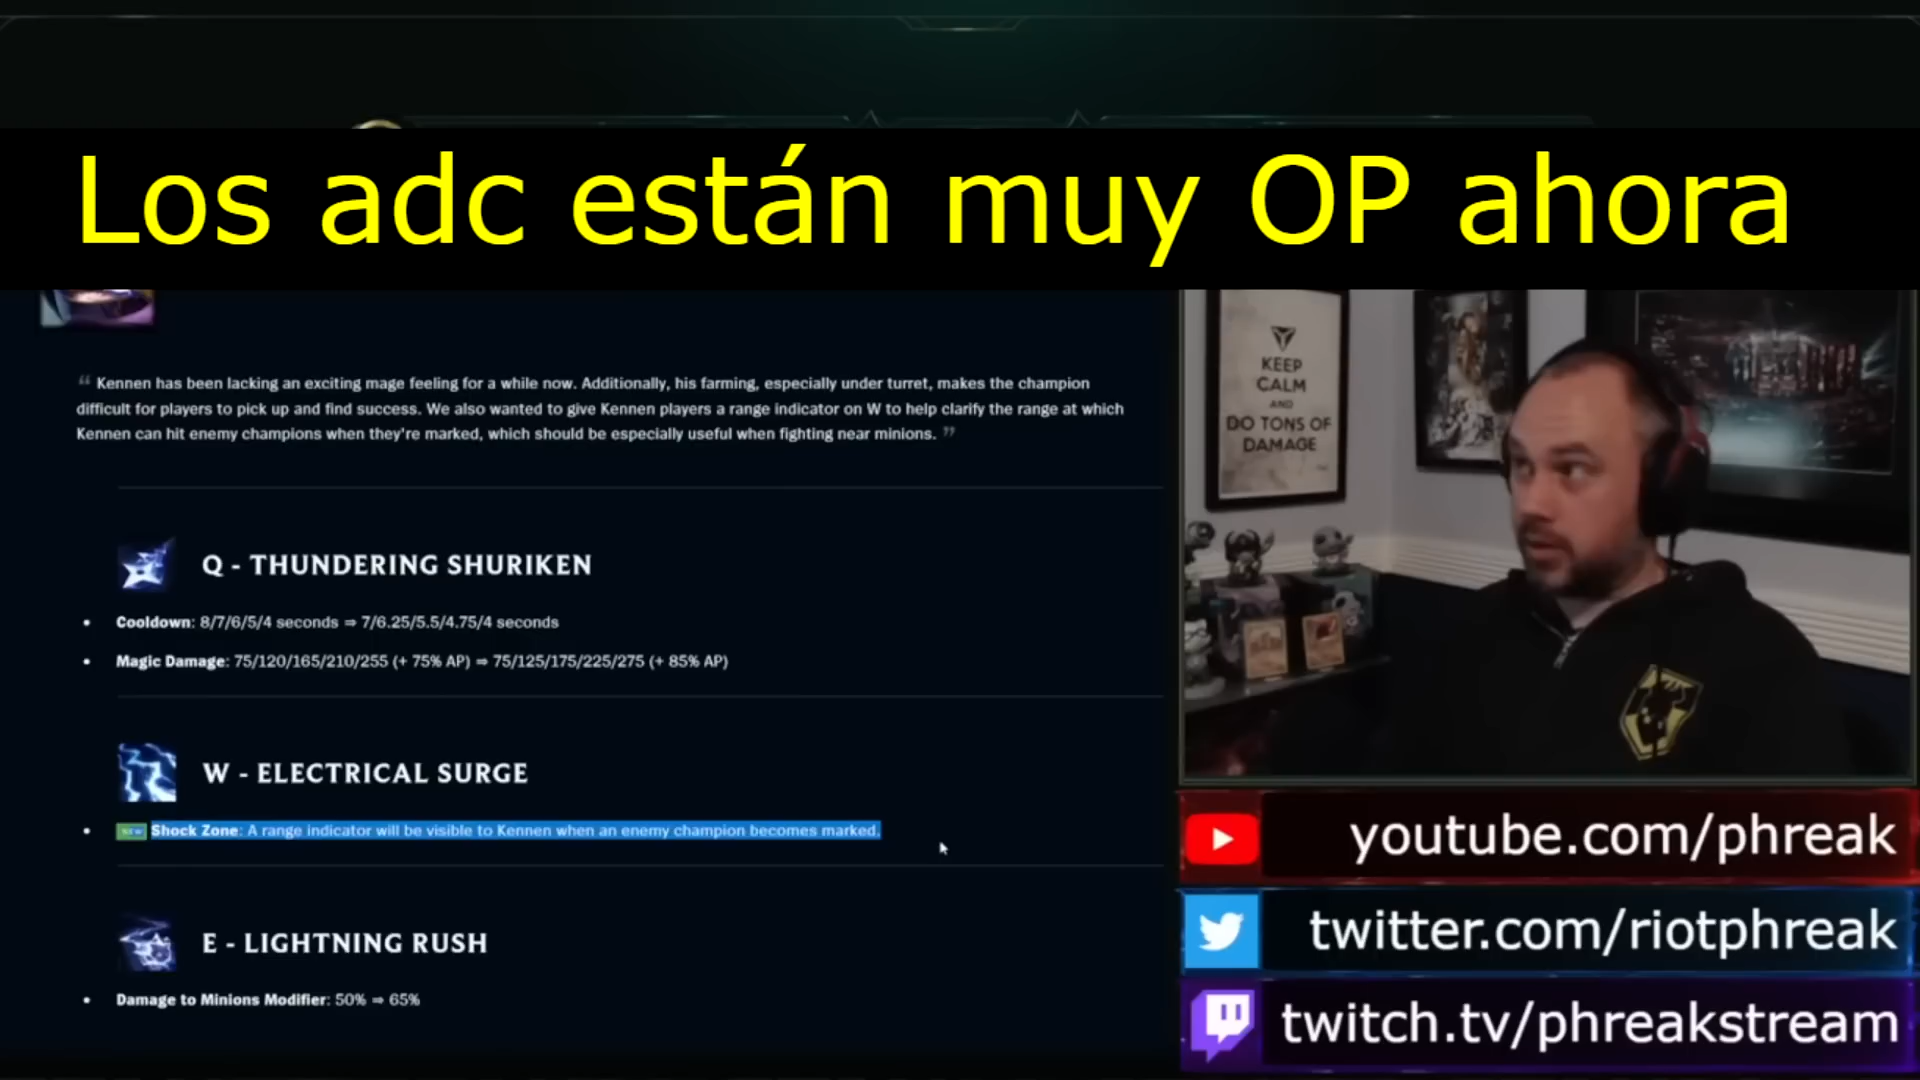 Los adc están muy OP ahora
“ Kennen has been lacking an exciting mage feeling for a while now. Additionally, his farming, especially under turret, makes the champion
difficult for players to pick up and find success. We also wanted to give Kennen players a range indicator on W to help clarify the range at which
Kennen can hit enemy champions when they're marked, which should be especially useful when fighting near minions. ”
Q - THUNDERING SHURIKEN
• Cooldown: 8/7/6/5/4 seconds ⇒ 7/6.25/5.5/4.75/4 seconds
• Magic Damage: 75/120/165/210/255 (+ 75% AP) ⇒ 75/125/175/225/275 (+ 85% AP)
W - ELECTRICAL SURGE
• NEW Shock Zone: A range indicator will be visible to Kennen when an enemy champion becomes marked.
E - LIGHTNING RUSH
• Damage to Minions Modifier: 50% ⇒ 65%
KEEP
CALM
AND
DO TONS OF
DAMAGE
youtube.com/phreak
twitter.com/riotphreak
twitch.tv/phreakstream